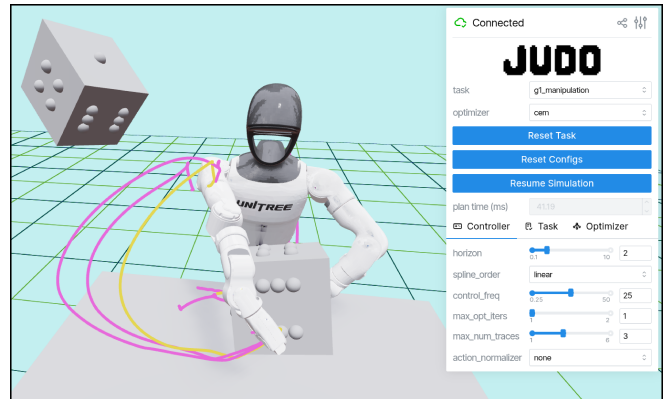 Connected
JUDO
task g1_manipulation
optimizer cem
Reset Task
Reset Configs
Resume Simulation
plan time (ms) 41.19
Controller Task Optimizer
horizon 0.1 10 2
spline_order linear
control_freq 0.25 50 25
max_opt_iters 1 2 1
max_num_traces 1 6 3
action_normalizer none
UNITREE